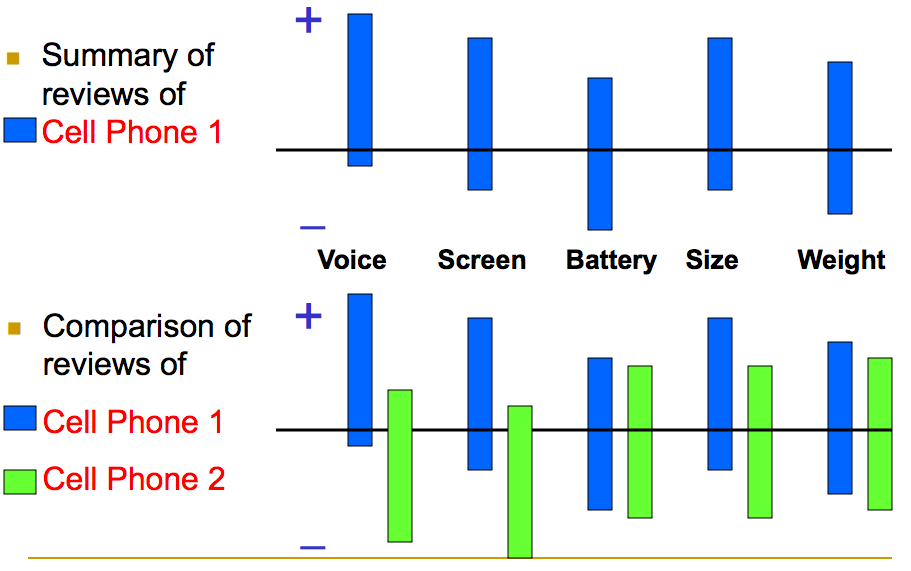 +
Summary of
reviews of
Cell Phone 1
–
Voice Screen Battery Size Weight
+
Comparison of
reviews of
Cell Phone 1
Cell Phone 2
–